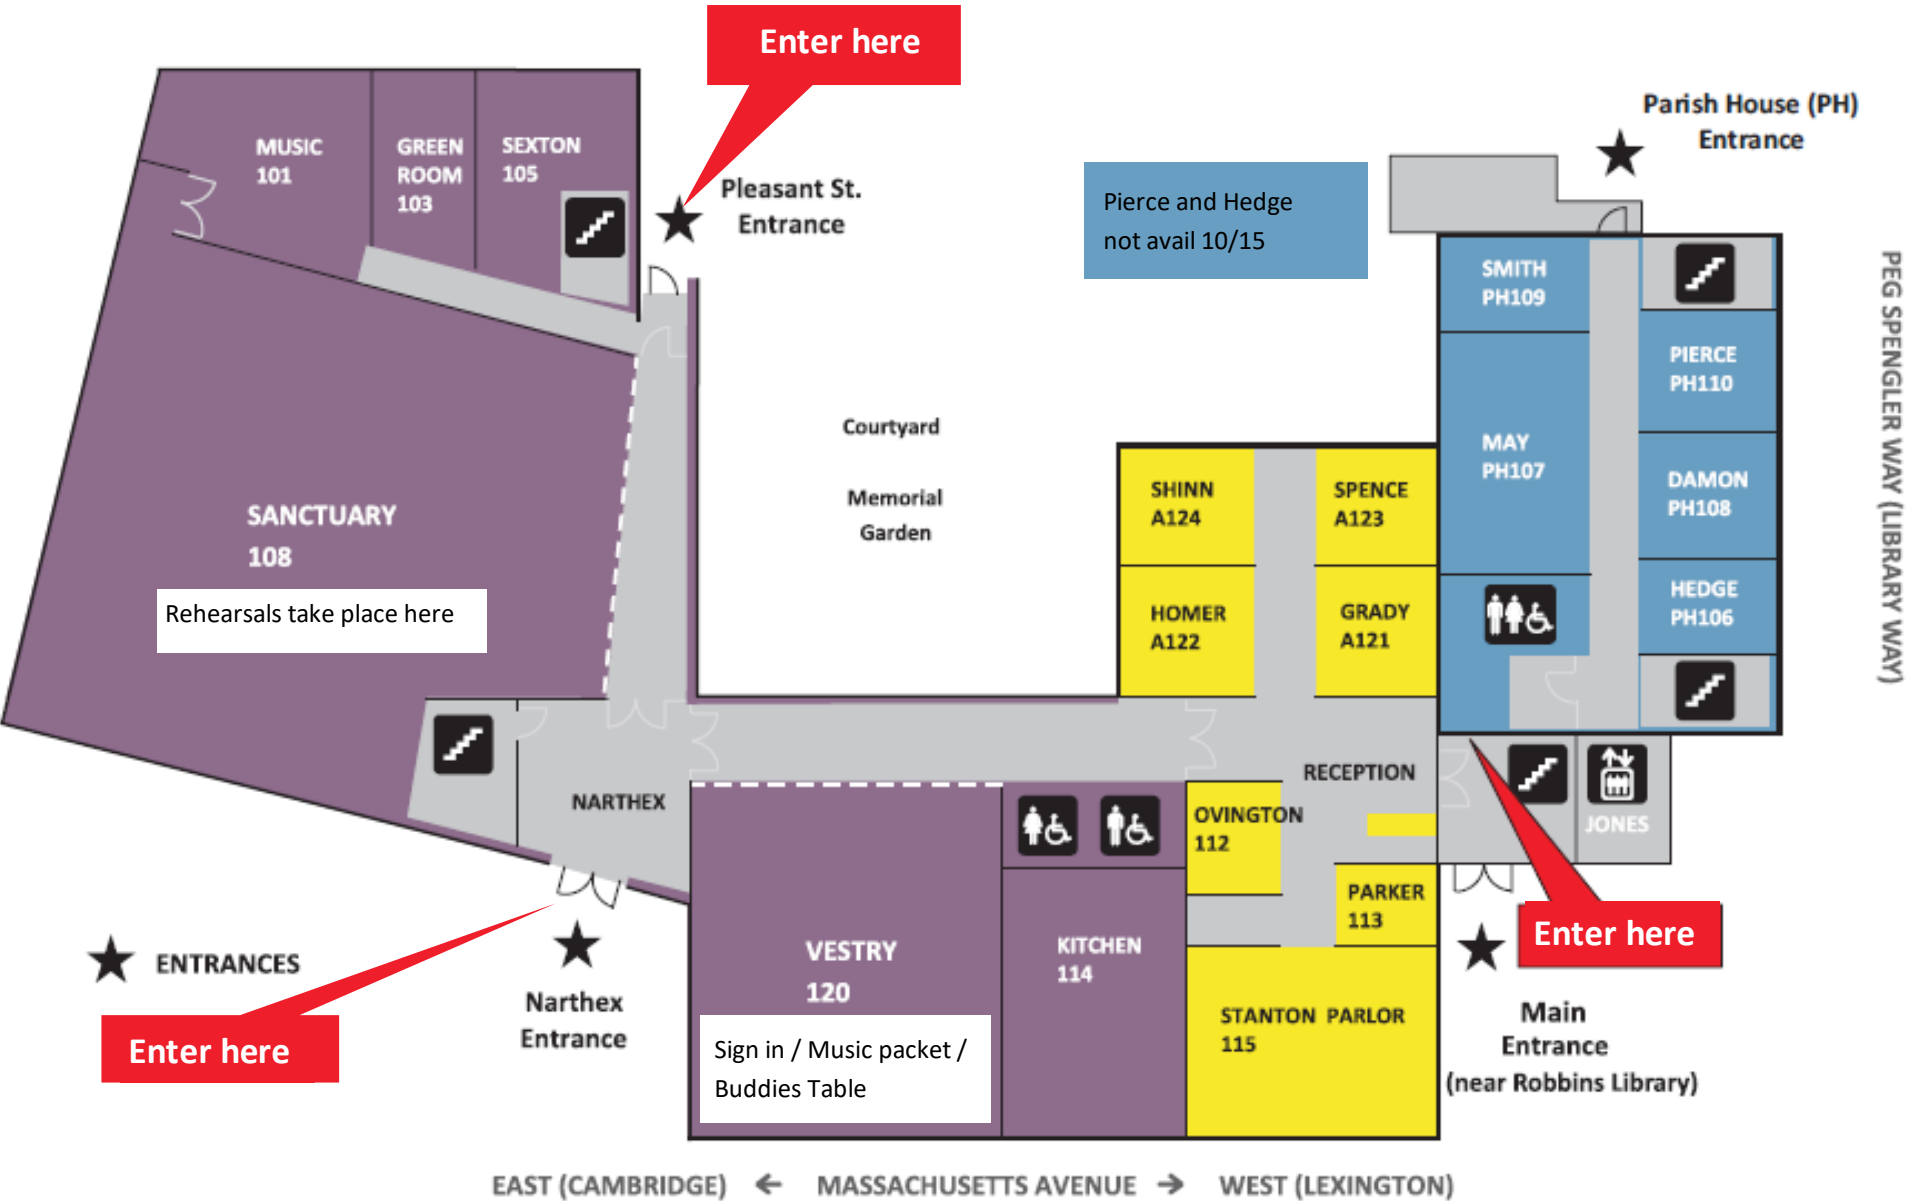 Enter here
Parish House (PH)
Entrance
MUSIC
101
GREEN
ROOM
103
SEXTON
105
Pleasant St.
Entrance
Pierce and Hedge
not avail 10/15
SMITH
PH109
PIERCE
PH110
MAY
PH107
DAMON
PH108
HEDGE
PH106
PEG SPENGLER WAY (LIBRARY WAY)
Courtyard
Memorial
Garden
SANCTUARY
108
Rehearsals take place here
SHINN
A124
SPENCE
A123
HOMER
A122
GRADY
A121
NARTHEX
RECEPTION
OVINGTON
112
JONES
PARKER
113
Enter here
ENTRANCES
Narthex
Entrance
Enter here
VESTRY
120
Sign in / Music packet /
Buddies Table
KITCHEN
114
STANTON PARLOR
115
Main
Entrance
(near Robbins Library)
EAST (CAMBRIDGE) ← MASSACHUSETTS AVENUE → WEST (LEXINGTON)